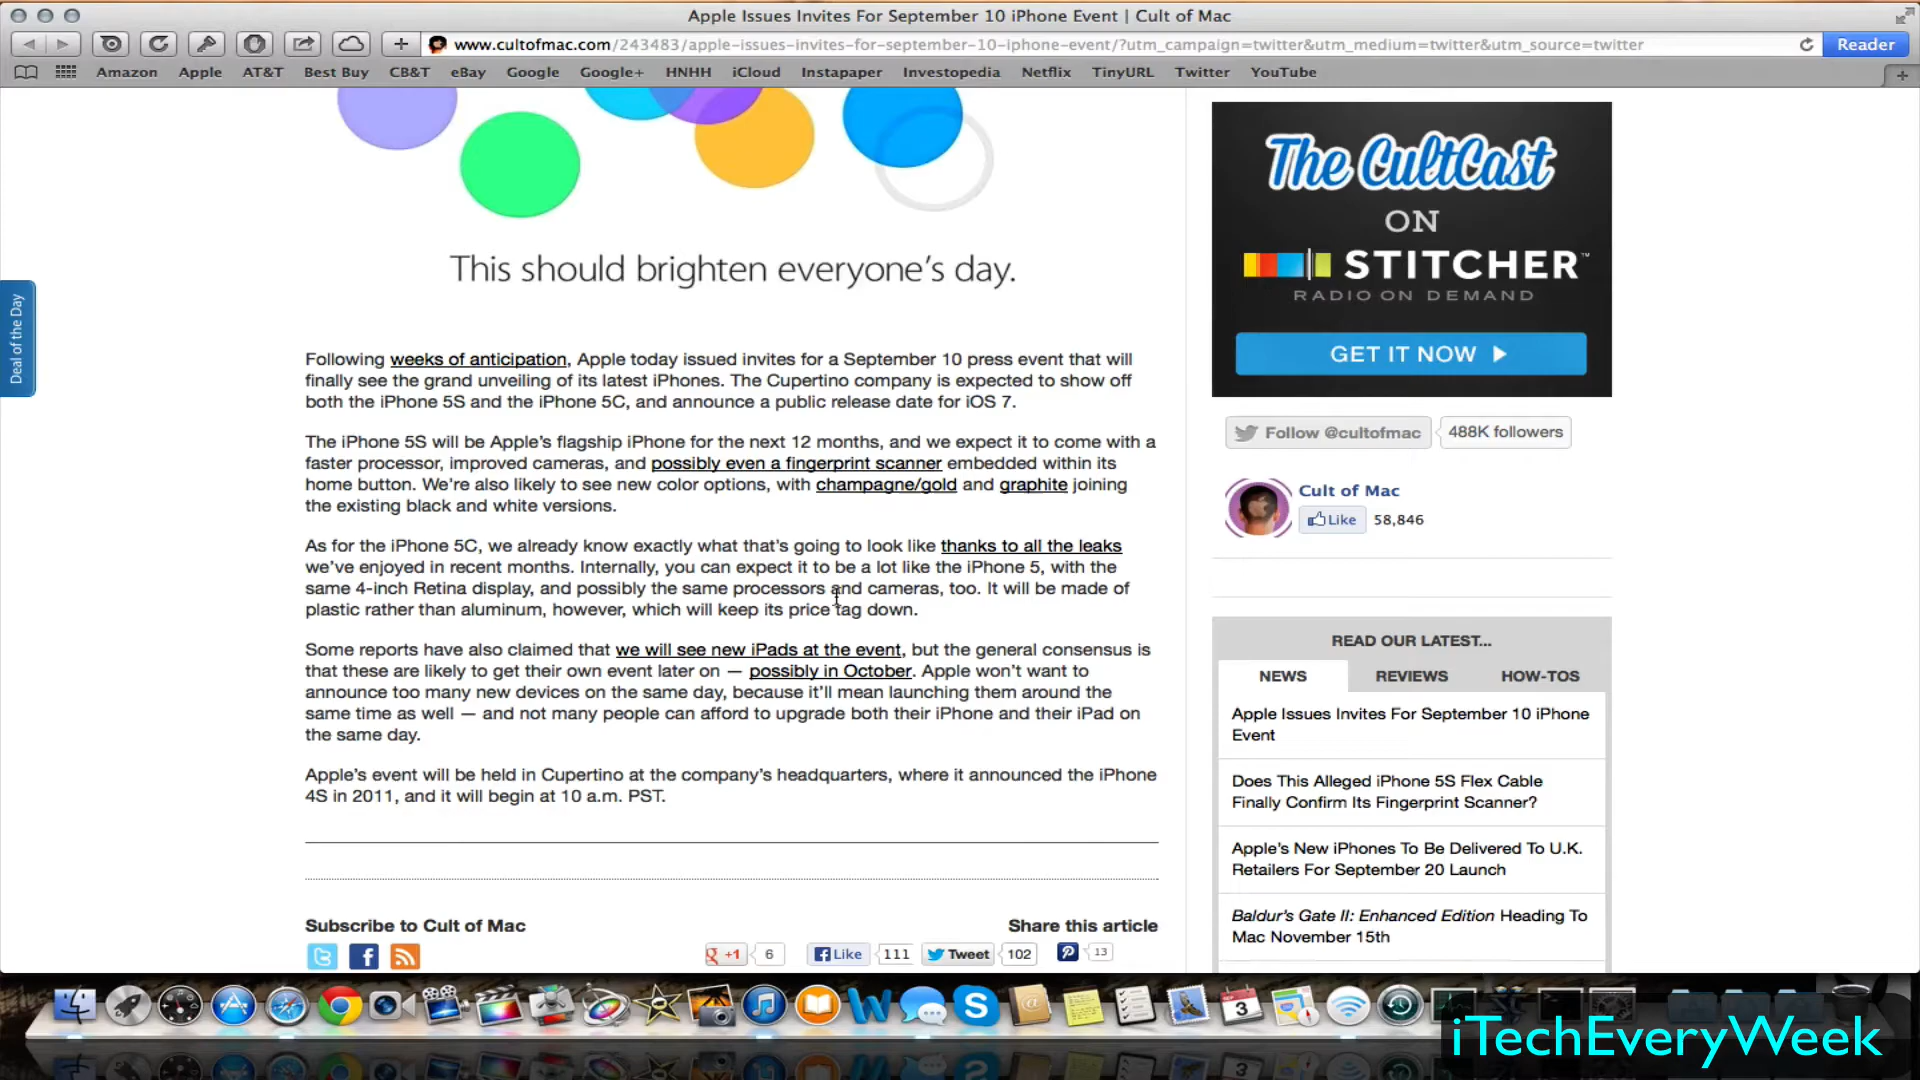 Apple Issues Invites For September 10 iPhone Event | Cult of Mac
www.cultofmac.com/243483/apple-issues-invites-for-september-10-iphone-event/?utm_campaign=twitter&utm_medium=twitter&utm_source=twitter
Reader
Amazon Apple AT&T Best Buy CB&T eBay Google Google+ HNHH iCloud Instapaper Investopedia Netflix TinyURL Twitter YouTube
This should brighten everyone's day.
Deal of the Day
Following weeks of anticipation, Apple today issued invites for a September 10 press event that will
finally see the grand unveiling of its latest iPhones. The Cupertino company is expected to show off
both the iPhone 5S and the iPhone 5C, and announce a public release date for iOS 7.
The iPhone 5S will be Apple's flagship iPhone for the next 12 months, and we expect it to come with a
faster processor, improved cameras, and possibly even a fingerprint scanner embedded within its
home button. We're also likely to see new color options, with champagne/gold and graphite joining
the existing black and white versions.
As for the iPhone 5C, we already know exactly what that's going to look like thanks to all the leaks
we've enjoyed in recent months. Internally, you can expect it to be a lot like the iPhone 5, with the
same 4-inch Retina display, and possibly the same processors and cameras, too. It will be made of
plastic rather than aluminum, however, which will keep its price tag down.
Some reports have also claimed that we will see new iPads at the event, but the general consensus is
that these are likely to get their own event later on — possibly in October. Apple won't want to
announce too many new devices on the same day, because it'll mean launching them around the
same time as well — and not many people can afford to upgrade both their iPhone and their iPad on
the same day.
Apple's event will be held in Cupertino at the company's headquarters, where it announced the iPhone
4S in 2011, and it will begin at 10 a.m. PST.
Subscribe to Cult of Mac
Share this article
+1 6 Like 111 Tweet 102 13
The CultCast
ON
STITCHER™
RADIO ON DEMAND
GET IT NOW
Follow @cultofmac 488K followers
Cult of Mac
Like 58,846
READ OUR LATEST...
NEWS REVIEWS HOW-TOS
Apple Issues Invites For September 10 iPhone
Event
Does This Alleged iPhone 5S Flex Cable
Finally Confirm Its Fingerprint Scanner?
Apple's New iPhones To Be Delivered To U.K.
Retailers For September 20 Launch
Baldur's Gate II: Enhanced Edition Heading To
Mac November 15th
3
iTechEveryWeek